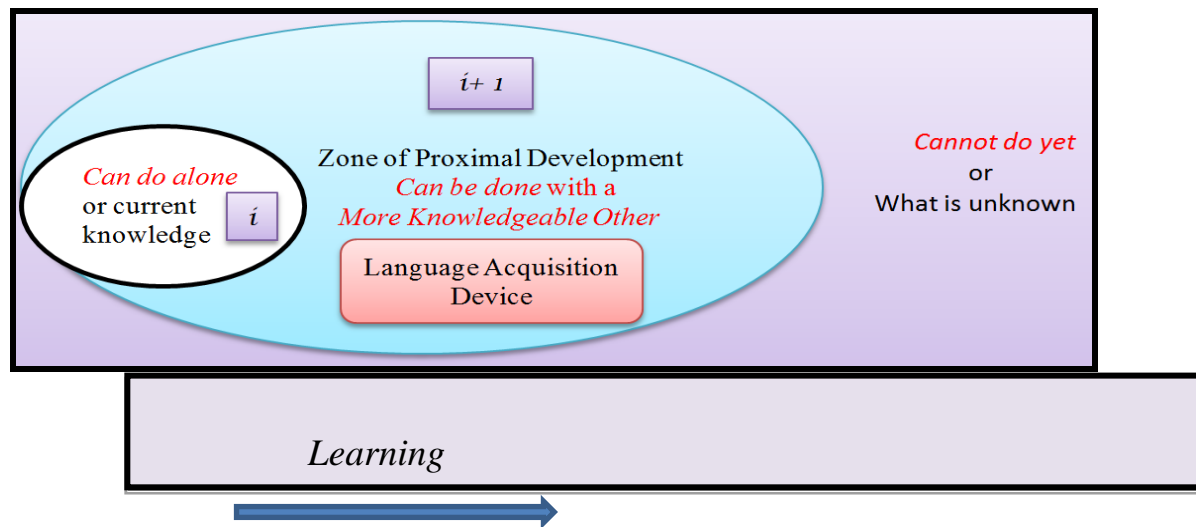 i+ 1
Can do alone
or current
knowledge
i
Zone of Proximal Development
Can be done with a
More Knowledgeable Other
Language Acquisition
Device
Cannot do yet
or
What is unknown
Learning